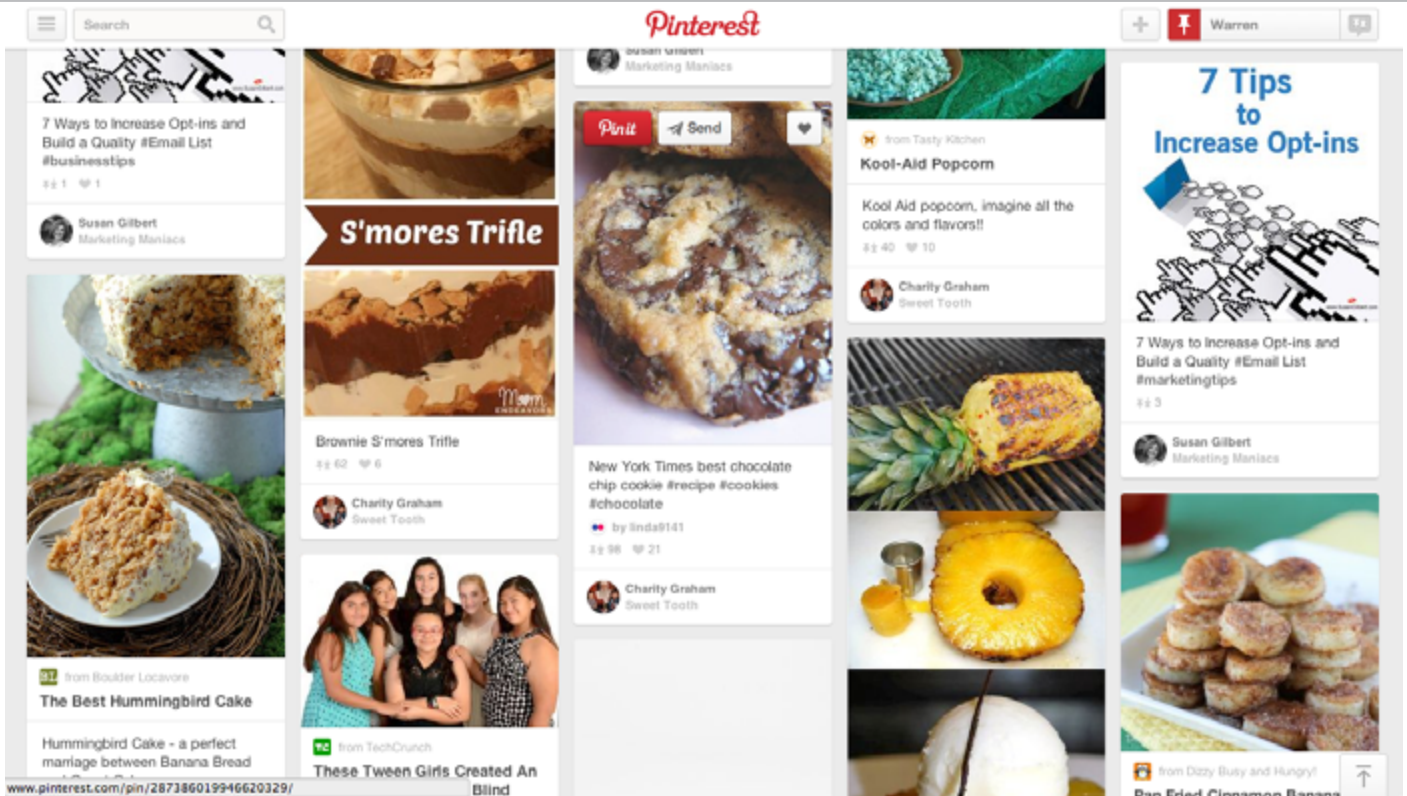 Search
Pinterest
Warren
7 Ways to Increase Opt-ins and
Build a Quality #Email List
#businesstips
1 1
Susan Gilbert
Marketing Maniacs
from Boulder Locavore
The Best Hummingbird Cake
Hummingbird Cake - a perfect
marriage between Banana Bread
www.pinterest.com/pin/287386019946620329/
S'mores Trifle
Mom
ENDEAVORS
Brownie S'mores Trifle
62 6
Charity Graham
Sweet Tooth
from TechCrunch
These Tween Girls Created An
Blind
Susan Gilbert
Marketing Maniacs
Pin it
Send
New York Times best chocolate
chip cookie #recipe #cookies
#chocolate
by linda9141
98 21
Charity Graham
Sweet Tooth
from Tasty Kitchen
Kool-Aid Popcorn
Kool Aid popcorn, imagine all the
colors and flavors!!
40 10
Charity Graham
Sweet Tooth
7 Tips
to
Increase Opt-ins
7 Ways to Increase Opt-ins and
Build a Quality #Email List
#marketingtips
3
Susan Gilbert
Marketing Maniacs
from Dizzy Busy and Hungry!
Pan Fried Cinnamon Banana